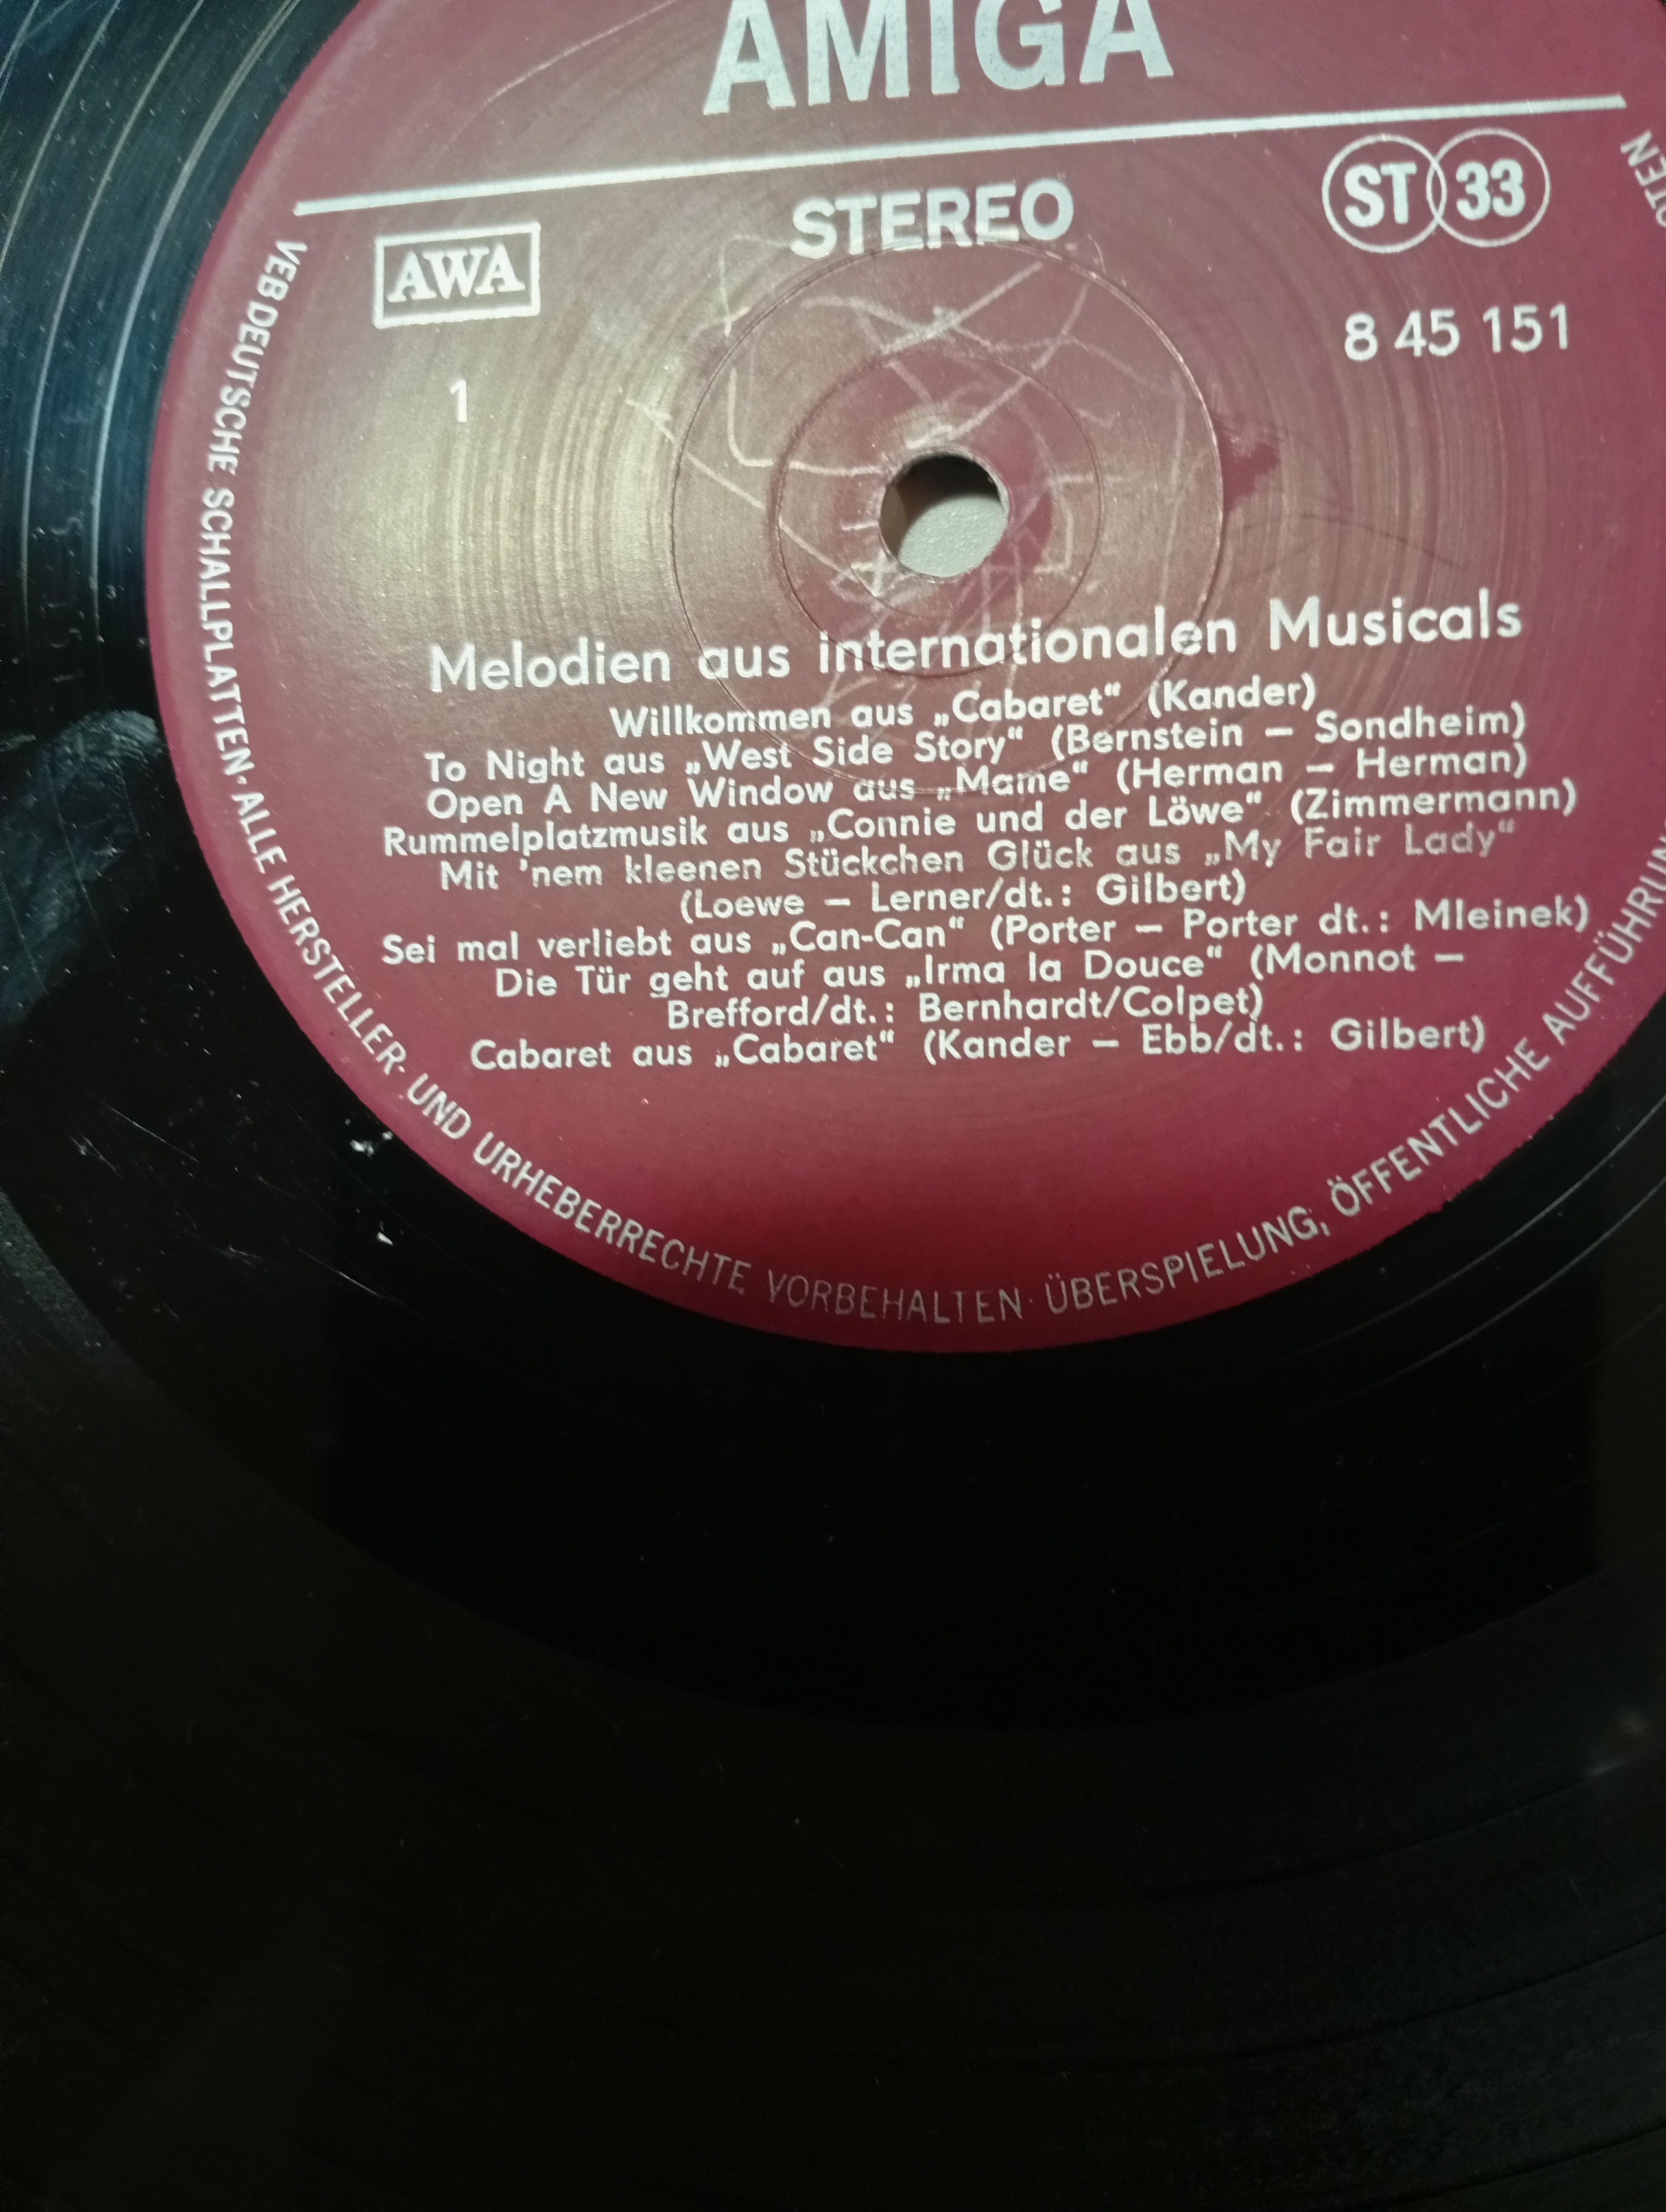 AMIGA
STEREO
ST 33
AWA
8 45 151
1
Melodien aus internationalen Musicals
Willkommen aus „Cabaret“ (Kander)
To Night aus „West Side Story“ (Bernstein – Sondheim)
Open A New Window aus „Mame“ (Herman – Herman)
Rummelplatzmusik aus „Connie und der Löwe“ (Zimmermann)
Mit 'nem kleenen Stückchen Glück aus „My Fair Lady“
(Loewe – Lerner/dt.: Gilbert)
Sei mal verliebt aus „Can-Can“ (Porter – Porter dt.: Mleinek)
Die Tür geht auf aus „Irma la Douce“ (Monnot –
Brefford/dt.: Bernhardt/Colpet)
Cabaret aus „Cabaret“ (Kander – Ebb/dt.: Gilbert)
VEB DEUTSCHE SCHALLPLATTEN · ALLE HERSTELLER- UND URHEBERRECHTE VORBEHALTEN · ÜBERSPIELUNG, ÖFFENTLICHE